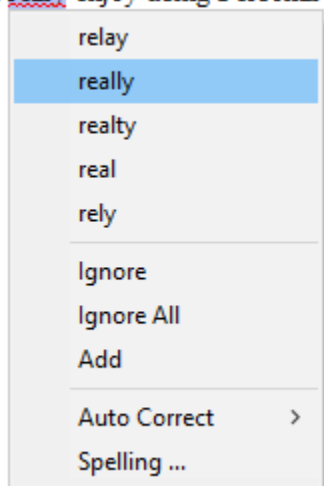 relay
really
realty
real
rely
Ignore
Ignore All
Add
Auto Correct >
Spelling ...